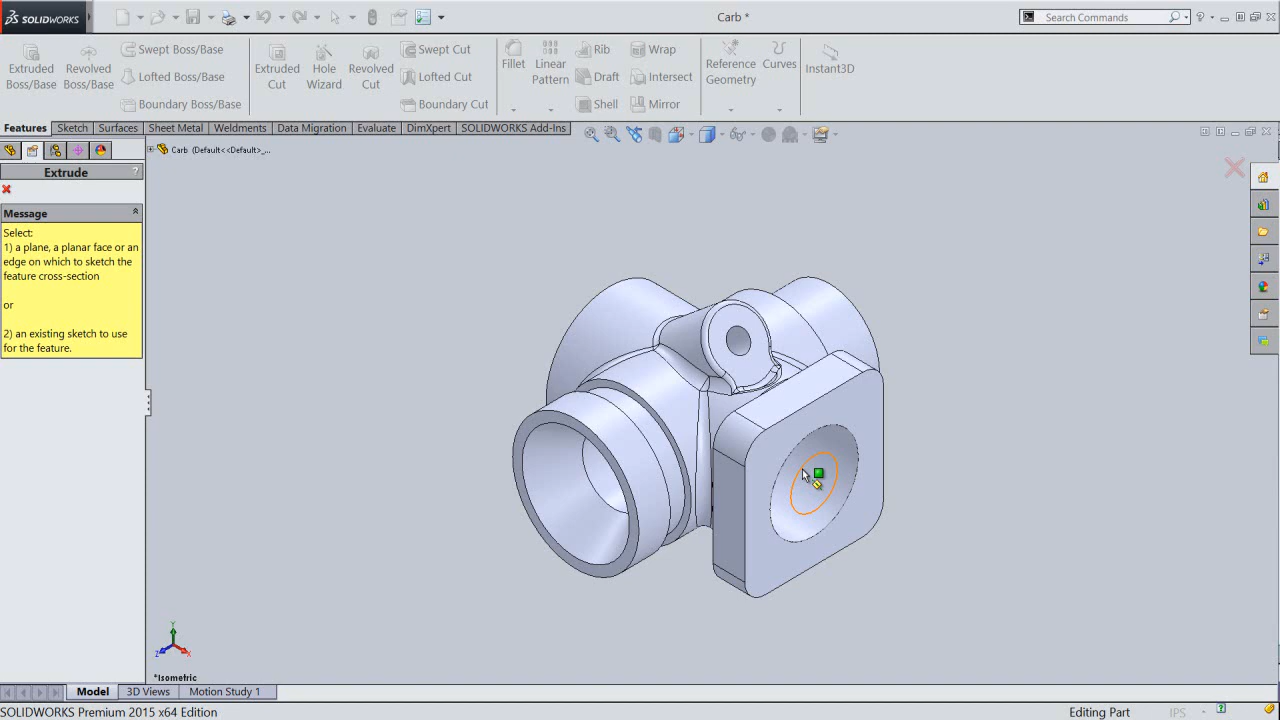 SOLIDWORKS
Carb *
Search Commands
Extruded Boss/Base
Revolved Boss/Base
Swept Boss/Base
Lofted Boss/Base
Boundary Boss/Base
Extruded Cut
Hole Wizard
Revolved Cut
Swept Cut
Lofted Cut
Boundary Cut
Fillet
Linear Pattern
Rib
Draft
Shell
Wrap
Intersect
Mirror
Reference Geometry
Curves
Instant3D
Features Sketch Surfaces Sheet Metal Weldments Data Migration Evaluate DimXpert SOLIDWORKS Add-Ins
Carb (Default<<Default>_...
Extrude
?
Message
Select:
1) a plane, a planar face or an
edge on which to sketch the
feature cross-section
or
2) an existing sketch to use
for the feature.
Y
Z
X
*Isometric
Model 3D Views Motion Study 1
SOLIDWORKS Premium 2015 x64 Edition
Editing Part
IPS